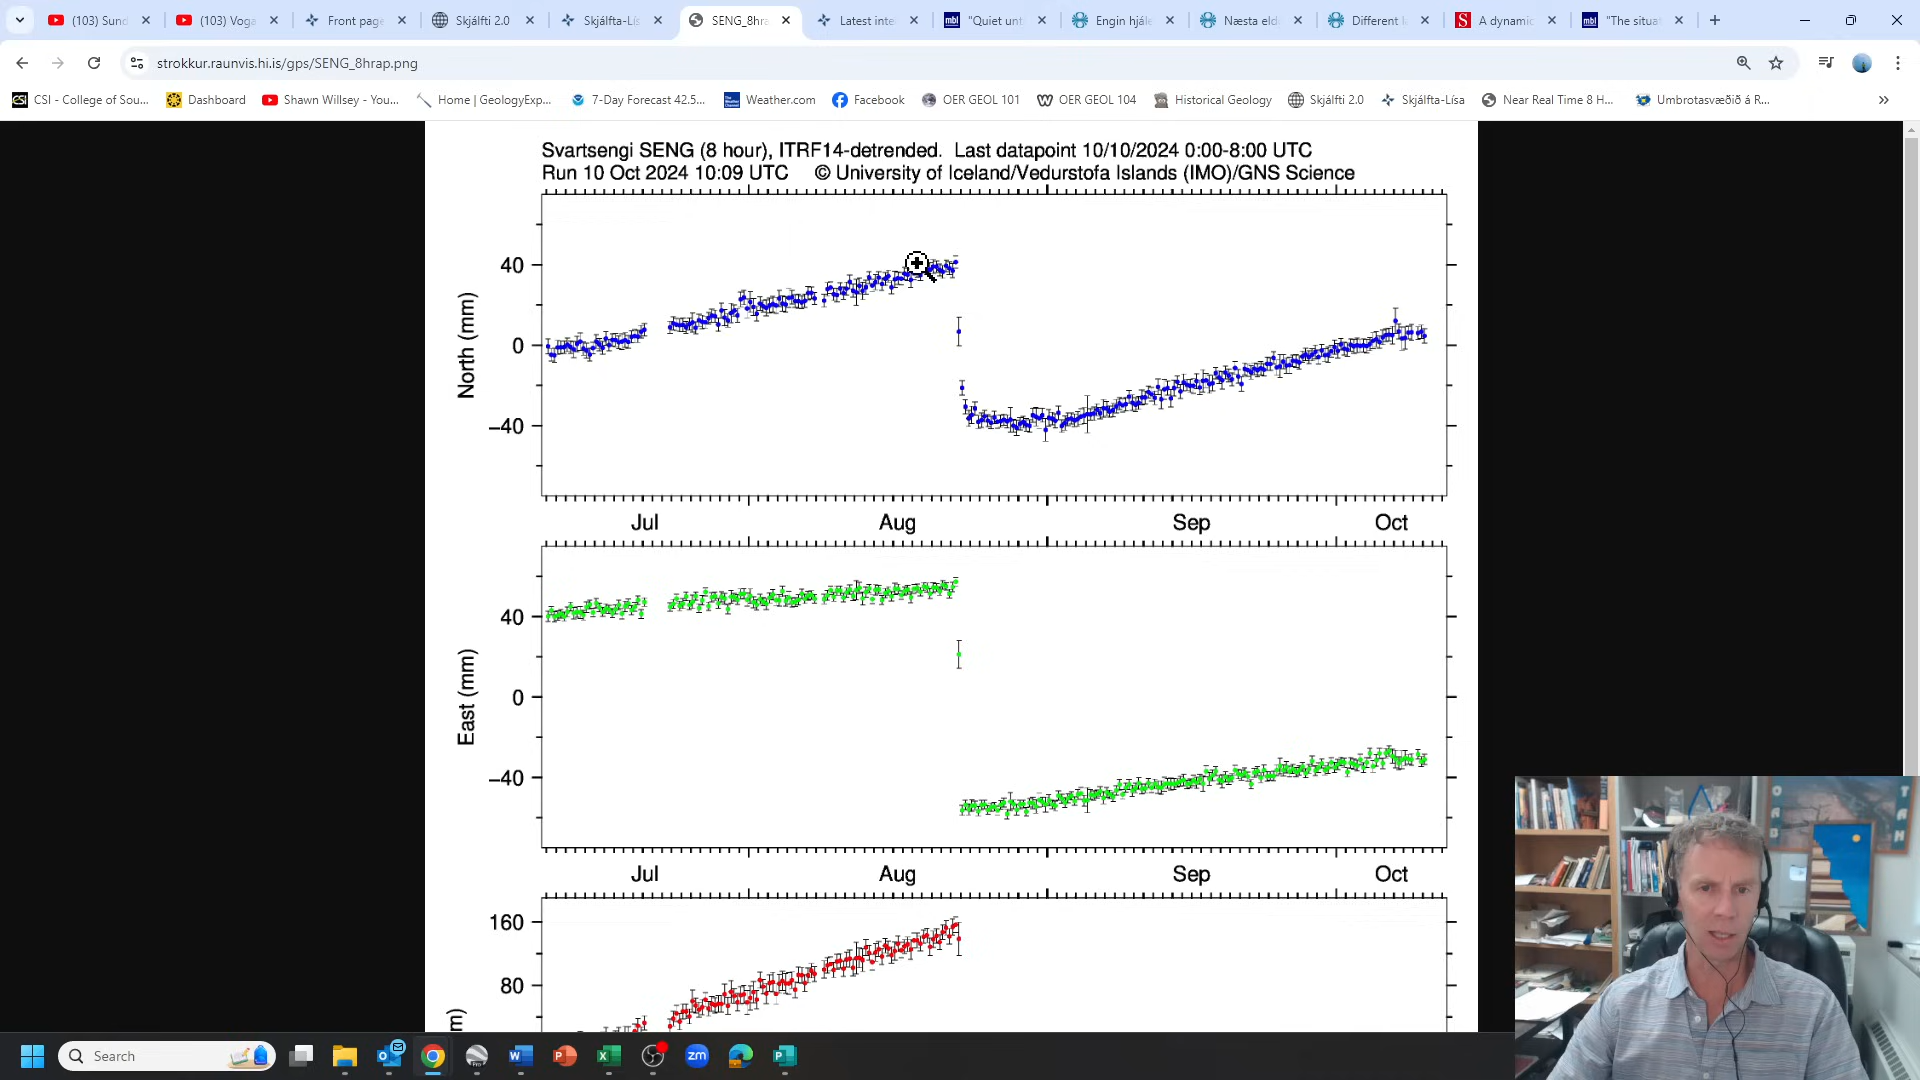 (103) Sund
(103) Voga
Front page
Skjálfti 2.0
Skjálfta-Lís
SENG_8hra
Latest inte
"Quiet unt
Engin hjále
Næsta eld
Different l
A dynamic
"The situat
strokkur.raunvis.hi.is/gps/SENG_8hrap.png
CSI - College of Sou...
Dashboard
Shawn Willsey - You...
Home | GeologyExp...
7-Day Forecast 42.5...
Weather.com
Facebook
OER GEOL 101
OER GEOL 104
Historical Geology
Skjálfti 2.0
Skjálfta-Lísa
Near Real Time 8 H...
Umbrotasvæðið á R...
Svartsengi SENG (8 hour), ITRF14-detrended. Last datapoint 10/10/2024 0:00-8:00 UTC
Run 10 Oct 2024 10:09 UTC © University of Iceland/Vedurstofa Islands (IMO)/GNS Science
North (mm)
40
0
−40
Jul Aug Sep Oct
East (mm)
40
0
−40
Jul Aug Sep Oct
160
80
m)
Search